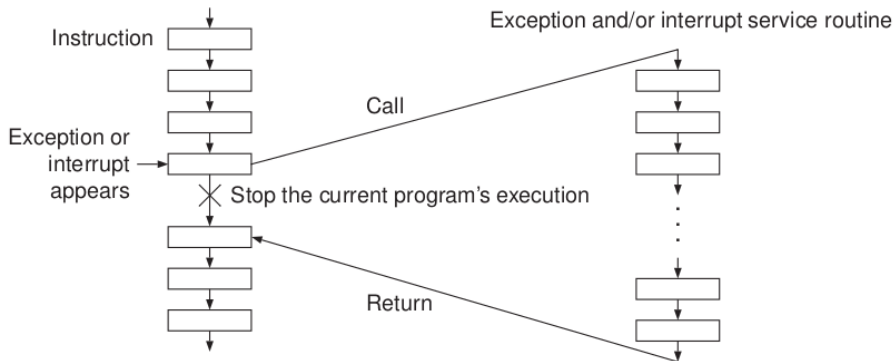 Exception and/or interrupt service routine
Instruction
Call
Exception or
interrupt
appears
Stop the current program's execution
Return